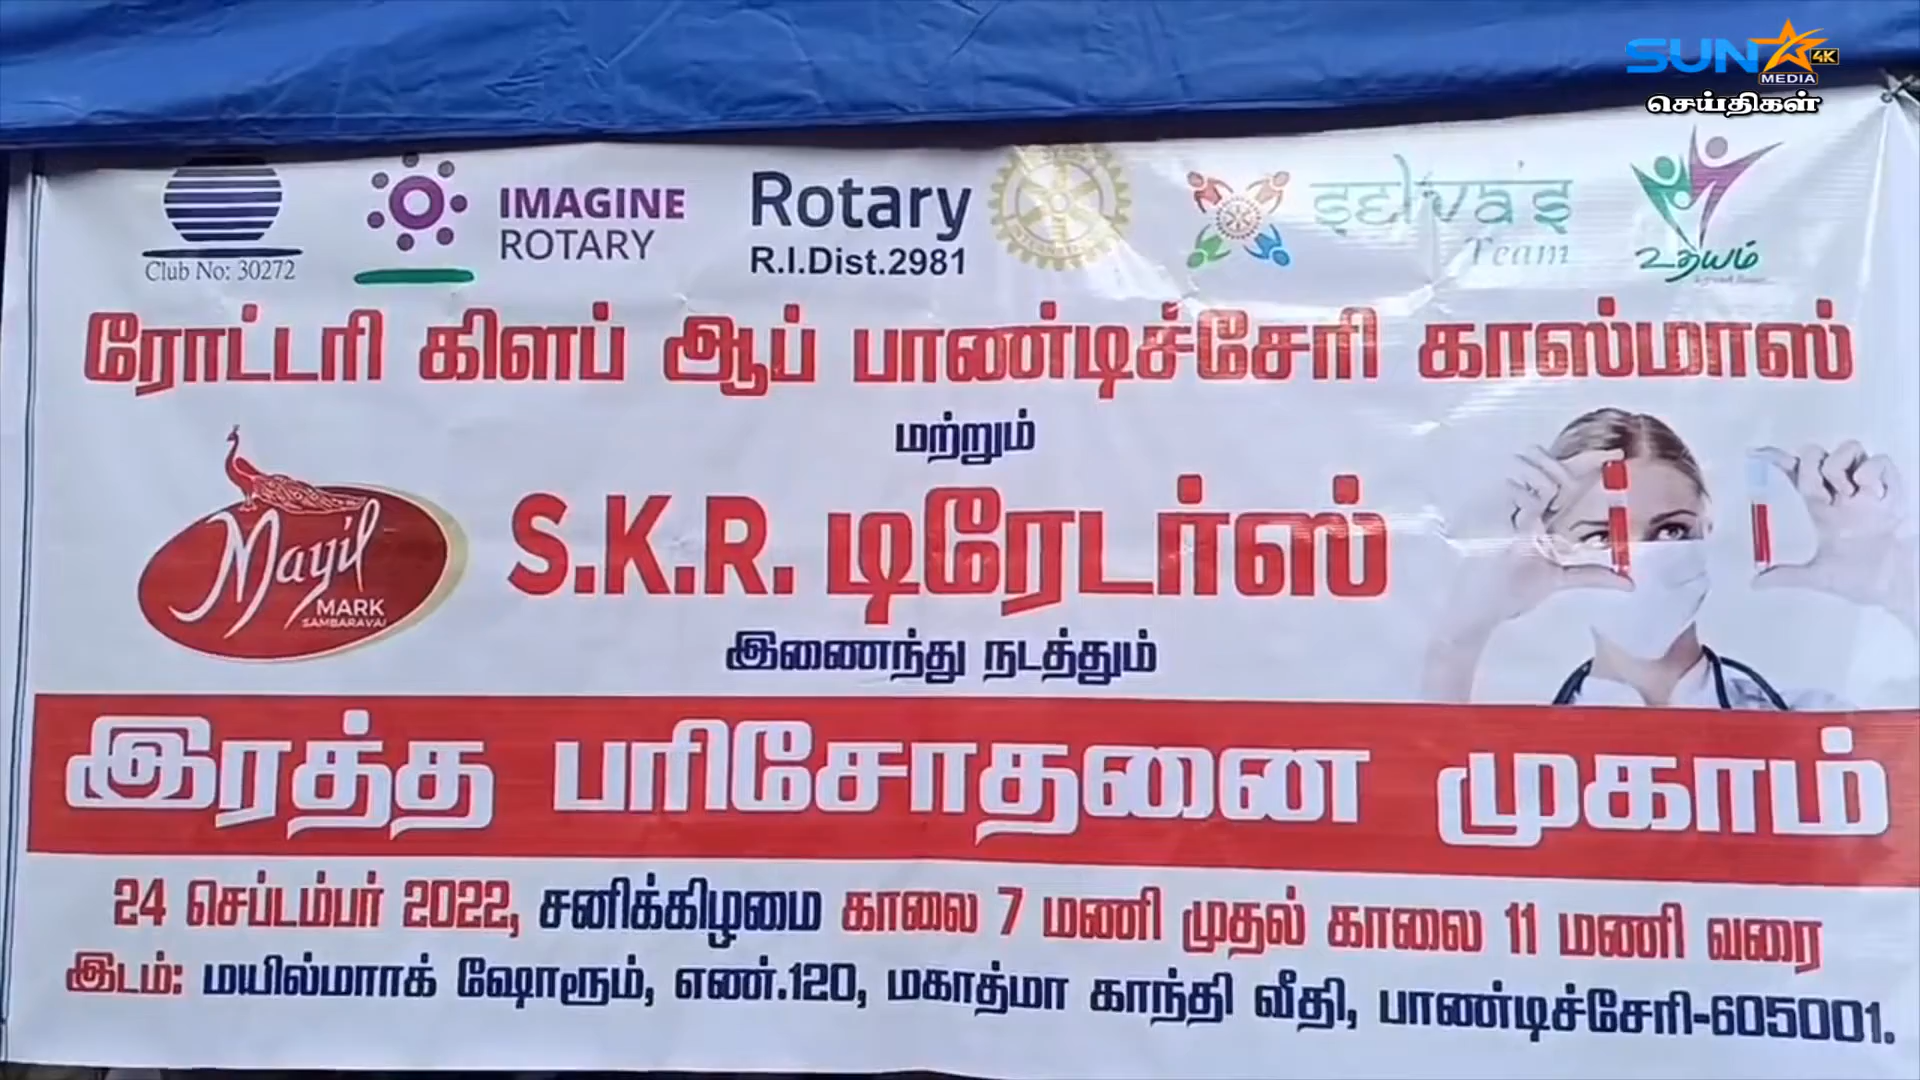 SUN MEDIA 4K
செய்திகள்
Club No: 30272
IMAGINE
ROTARY
Rotary
R.I.Dist.2981
selva's
Team
உதயம்
ரோட்டரி கிளப் ஆப் பாண்டிச்சேரி காஸ்மாஸ்
மற்றும்
Mayil
MARK
SAMBARAVAI
S.K.R. டிரேடர்ஸ்
இணைந்து நடத்தும்
இரத்த பரிசோதனை முகாம்
24 செப்டம்பர் 2022, சனிக்கிழமை காலை 7 மணி முதல் காலை 11 மணி வரை
இடம்: மயில்மாாக் ஷோரூம், எண்.120, மகாத்மா காந்தி வீதி, பாண்டிச்சேரி-605001.